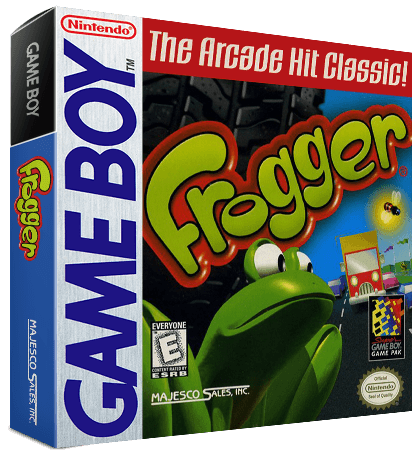 GAME BOY
Frogger
MAJESCO SALES, INC.
Nintendo
GAME BOY
TM
The Arcade Hit Classic!
Frogger
EVERYONE
E
CONTENT RATED BY
ESRB
MAJESCO SALES, INC.
GAME BOY
GAME PAK
Official
Nintendo
Seal of Quality